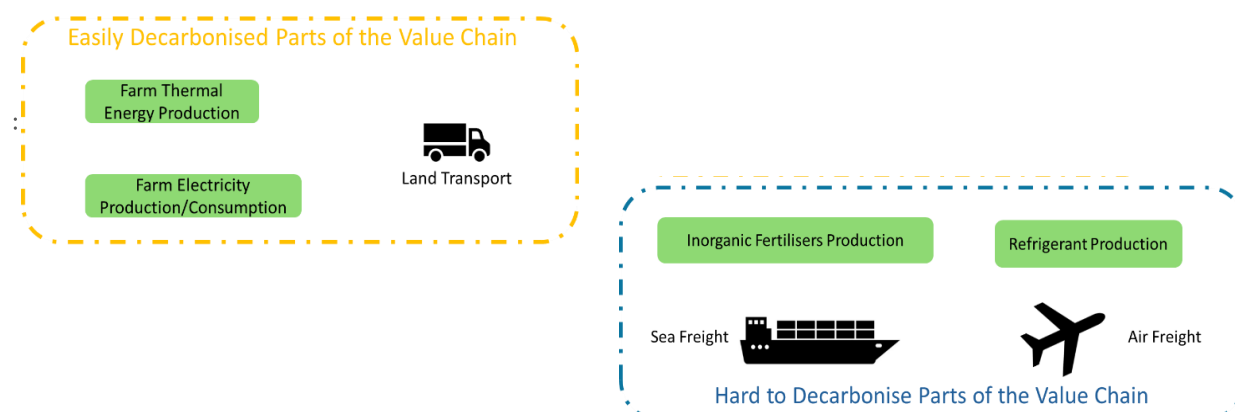 Easily Decarbonised Parts of the Value Chain
Farm Thermal
Energy Production
:
Land Transport
Farm Electricity
Production/Consumption
Inorganic Fertilisers Production
Refrigerant Production
Sea Freight
Air Freight
Hard to Decarbonise Parts of the Value Chain